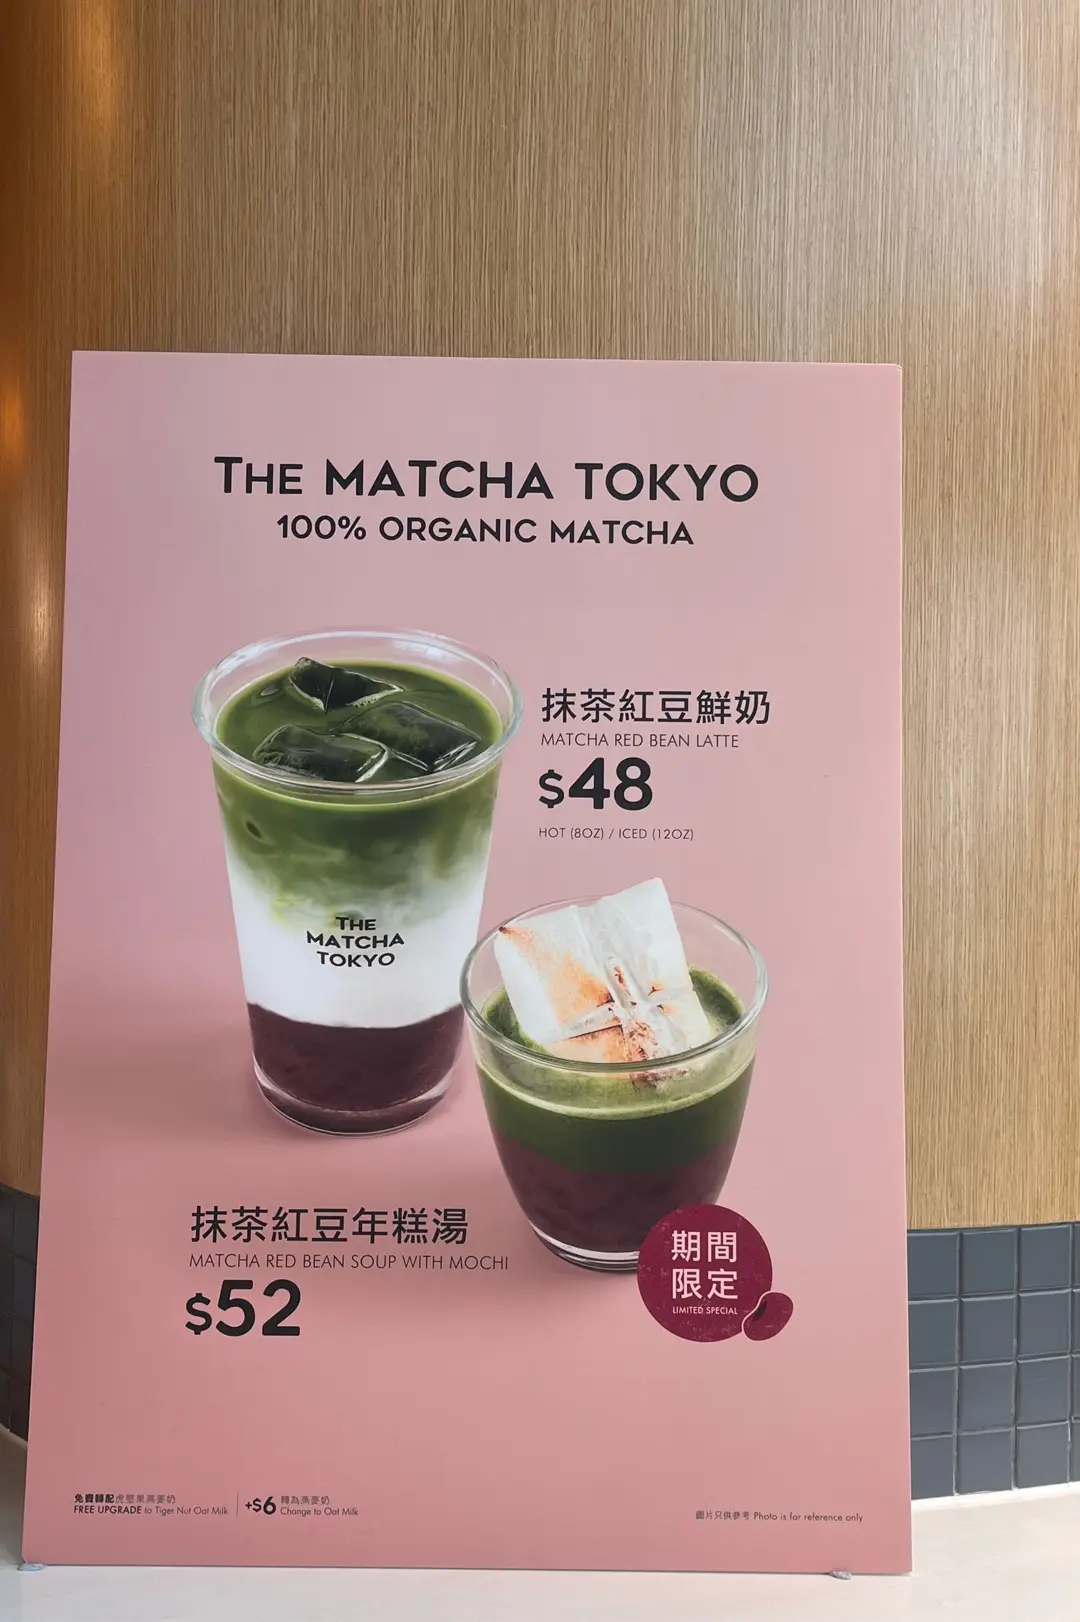 THE MATCHA TOKYO
100% ORGANIC MATCHA
抹茶紅豆鮮奶
MATCHA RED BEAN LATTE
$48
HOT (8OZ) / ICED (12OZ)
THE
MATCHA
TOKYO
抹茶紅豆年糕湯
MATCHA RED BEAN SOUP WITH MOCHI
$52
期間
限定
LIMITED SPECIAL
免費轉配虎堅果燕麥奶
FREE UPGRADE to Tiger Nut Oat Milk
+$6 轉為燕麥奶
Change to Oat Milk
圖片只供參考 Photo is for reference only